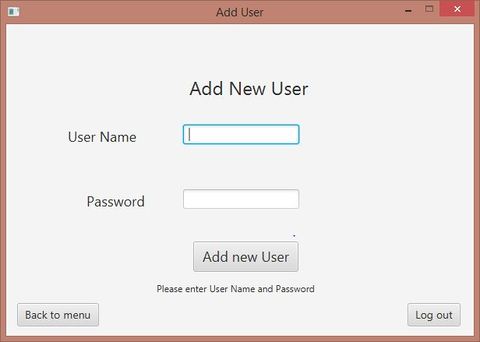 Add User
Add New User
User Name
Password
Add new User
Please enter User Name and Password
Back to menu
Log out